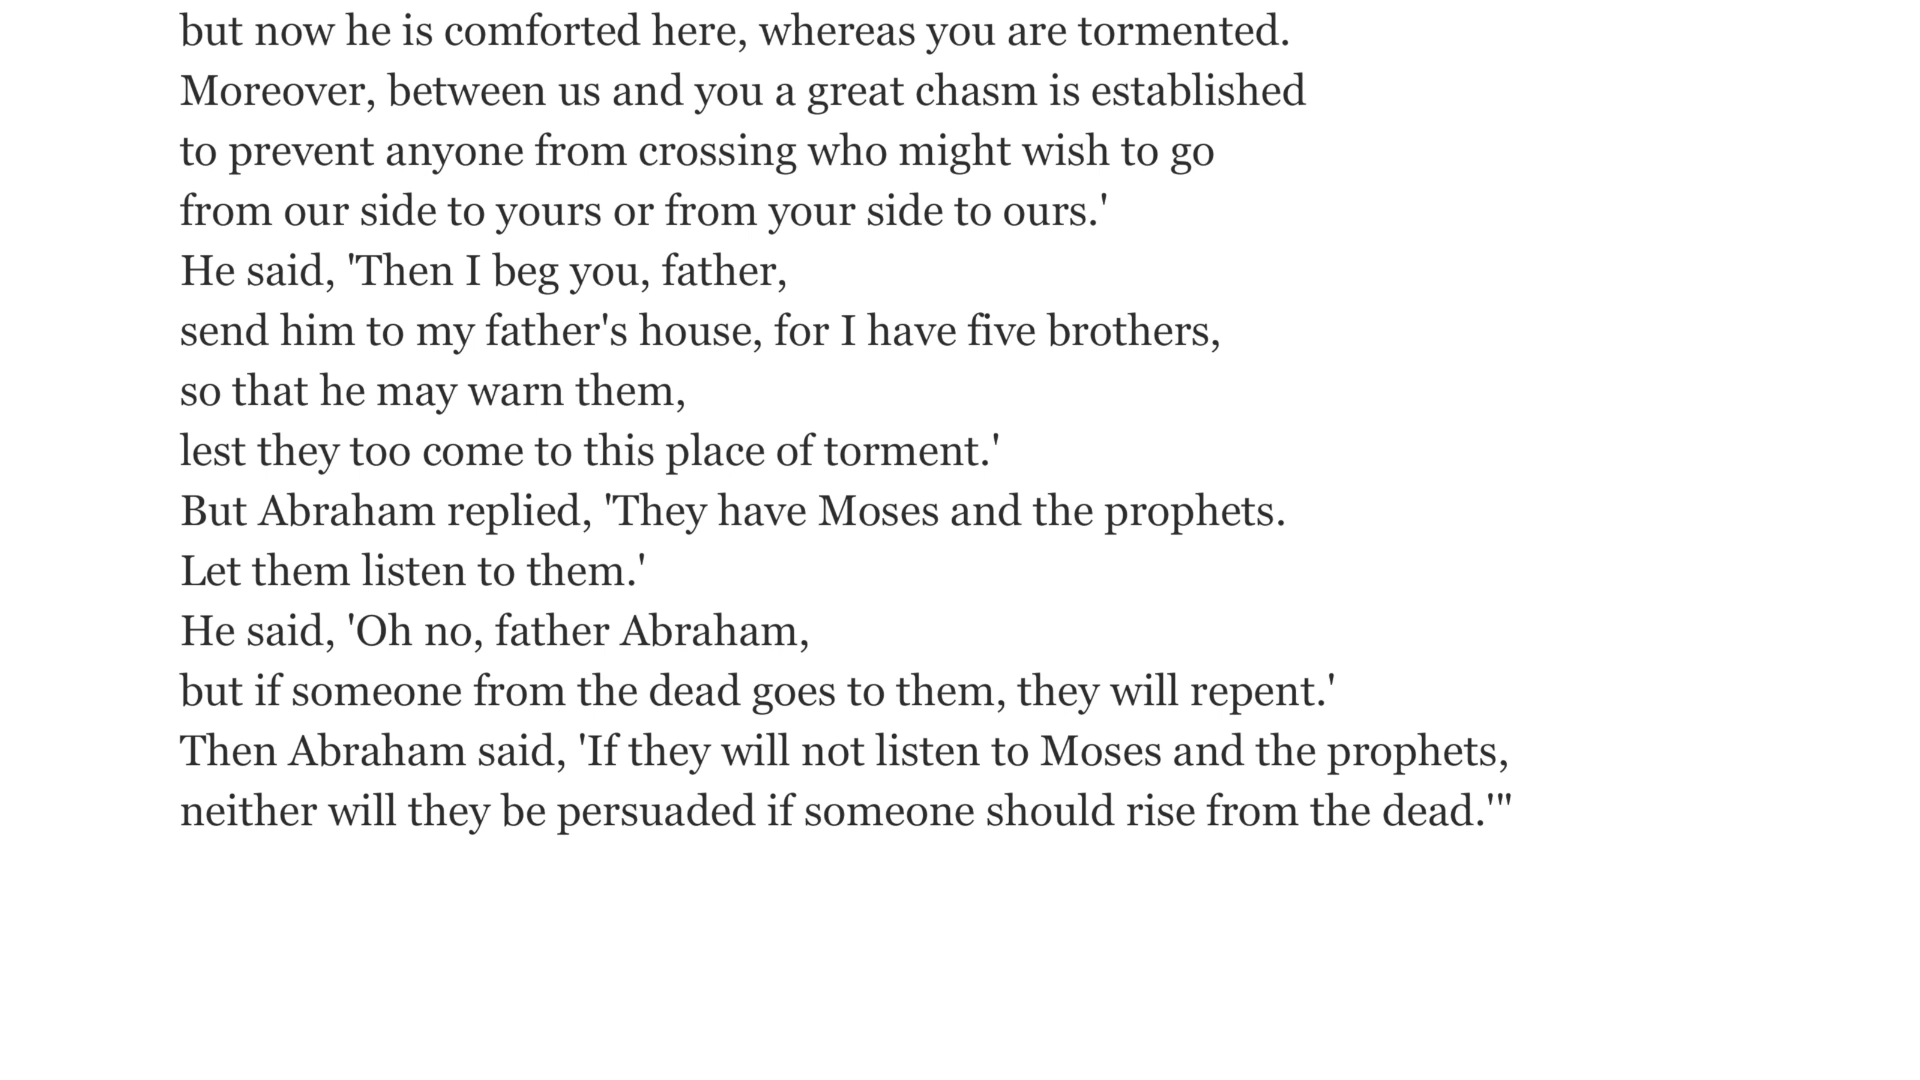 but now he is comforted here, whereas you are tormented.
Moreover, between us and you a great chasm is established
to prevent anyone from crossing who might wish to go
from our side to yours or from your side to ours.'
He said, 'Then I beg you, father,
send him to my father's house, for I have five brothers,
so that he may warn them,
lest they too come to this place of torment.'
But Abraham replied, 'They have Moses and the prophets.
Let them listen to them.'
He said, 'Oh no, father Abraham,
but if someone from the dead goes to them, they will repent.'
Then Abraham said, 'If they will not listen to Moses and the prophets,
neither will they be persuaded if someone should rise from the dead.'"